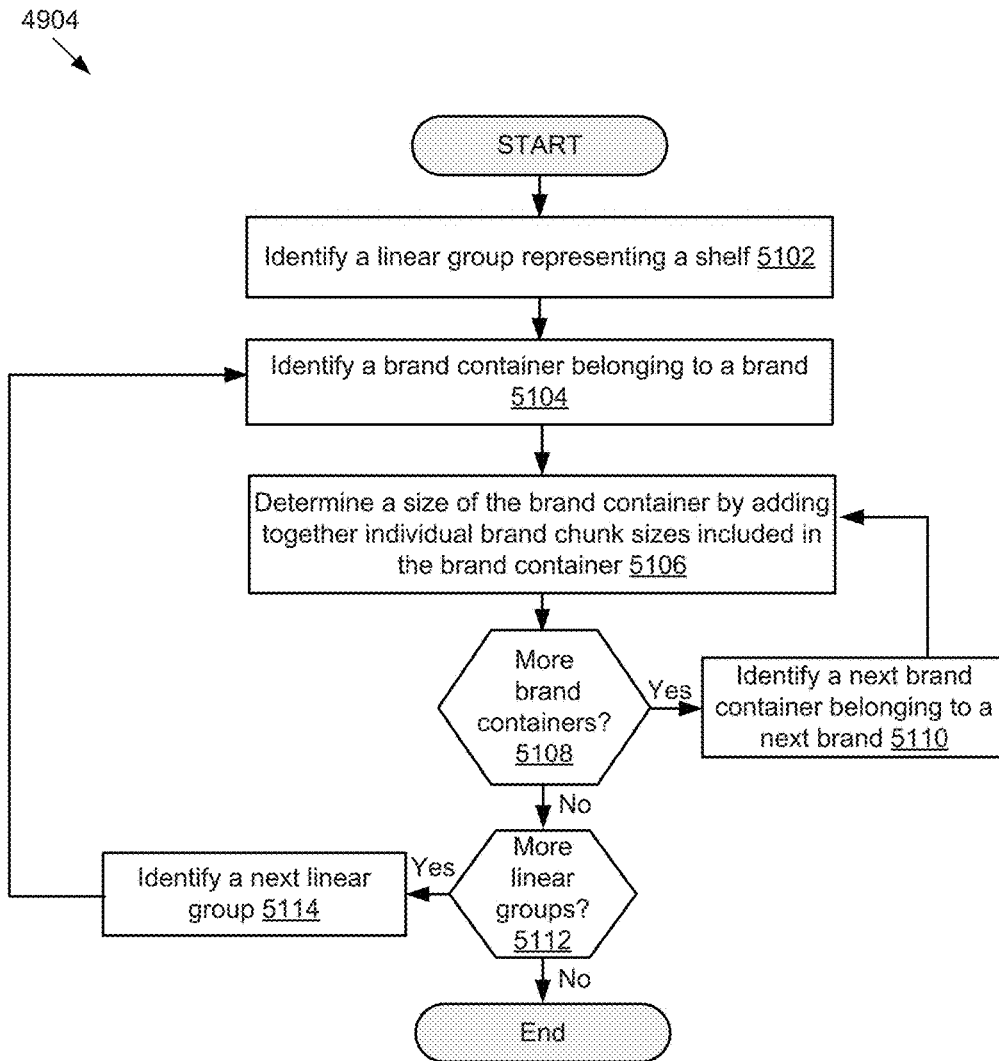 4904
START
Identify a linear group representing a shelf 5102
Identify a brand container belonging to a brand
5104
Determine a size of the brand container by adding
together individual brand chunk sizes included in
the brand container 5106
More
brand
containers?
5108
Yes
Identify a next brand
container belonging to a
next brand 5110
No
More
linear
groups?
5112
Yes
Identify a next linear
group 5114
No
End